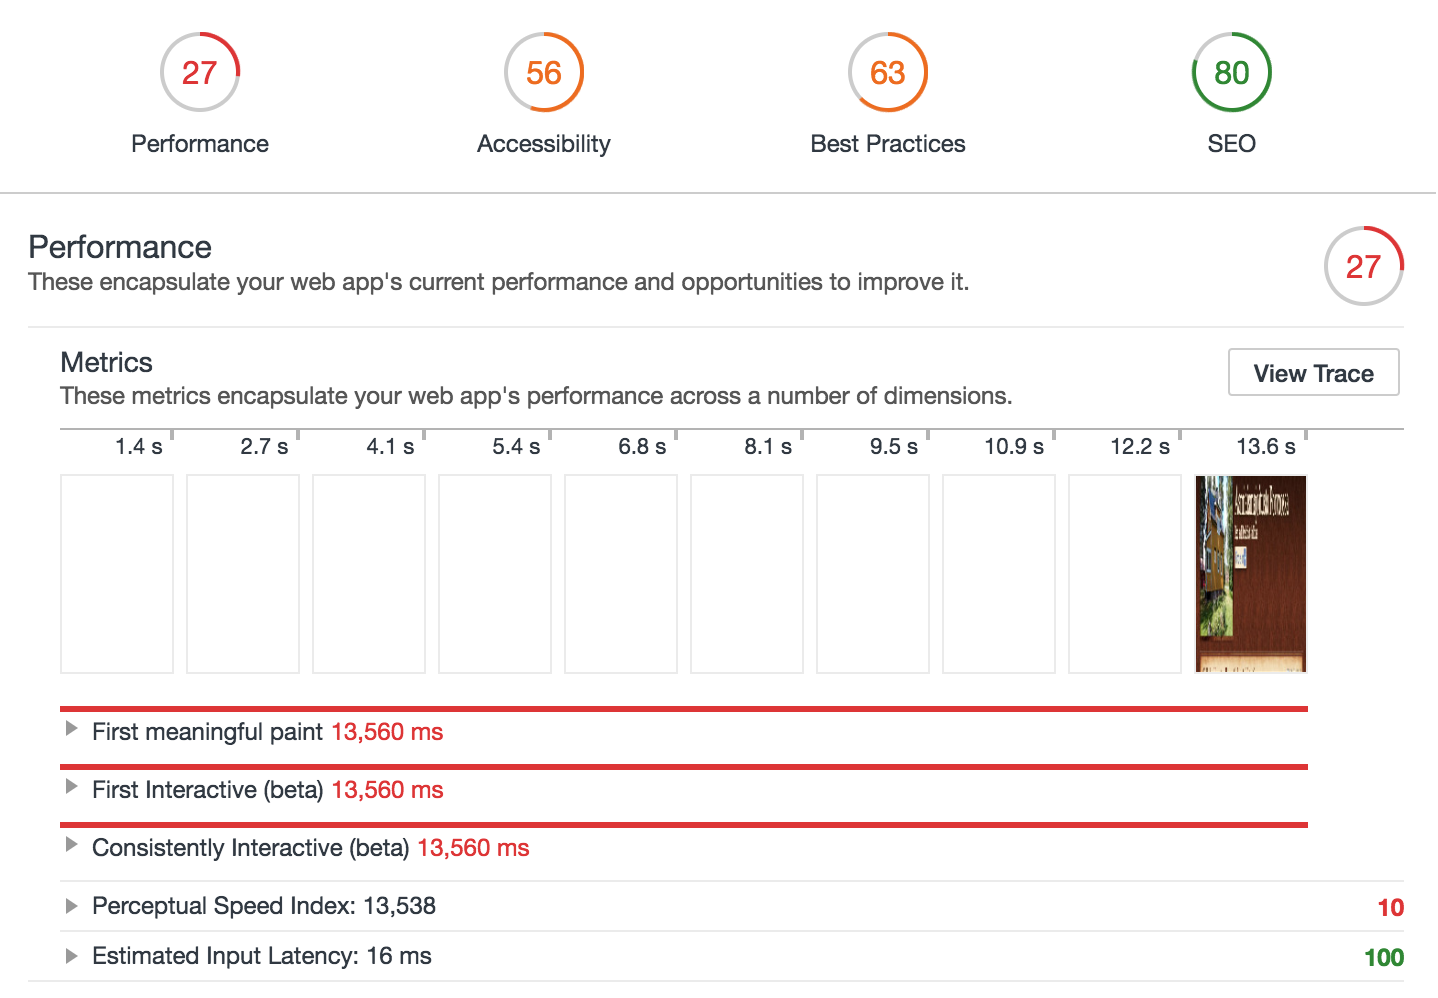 27 56 63 80
Performance Accessibility Best Practices SEO
Performance
These encapsulate your web app's current performance and opportunities to improve it.
27
Metrics
These metrics encapsulate your web app's performance across a number of dimensions.
View Trace
1.4 s 2.7 s 4.1 s 5.4 s 6.8 s 8.1 s 9.5 s 10.9 s 12.2 s 13.6 s
First meaningful paint 13,560 ms
First Interactive (beta) 13,560 ms
Consistently Interactive (beta) 13,560 ms
Perceptual Speed Index: 13,538 10
Estimated Input Latency: 16 ms 100